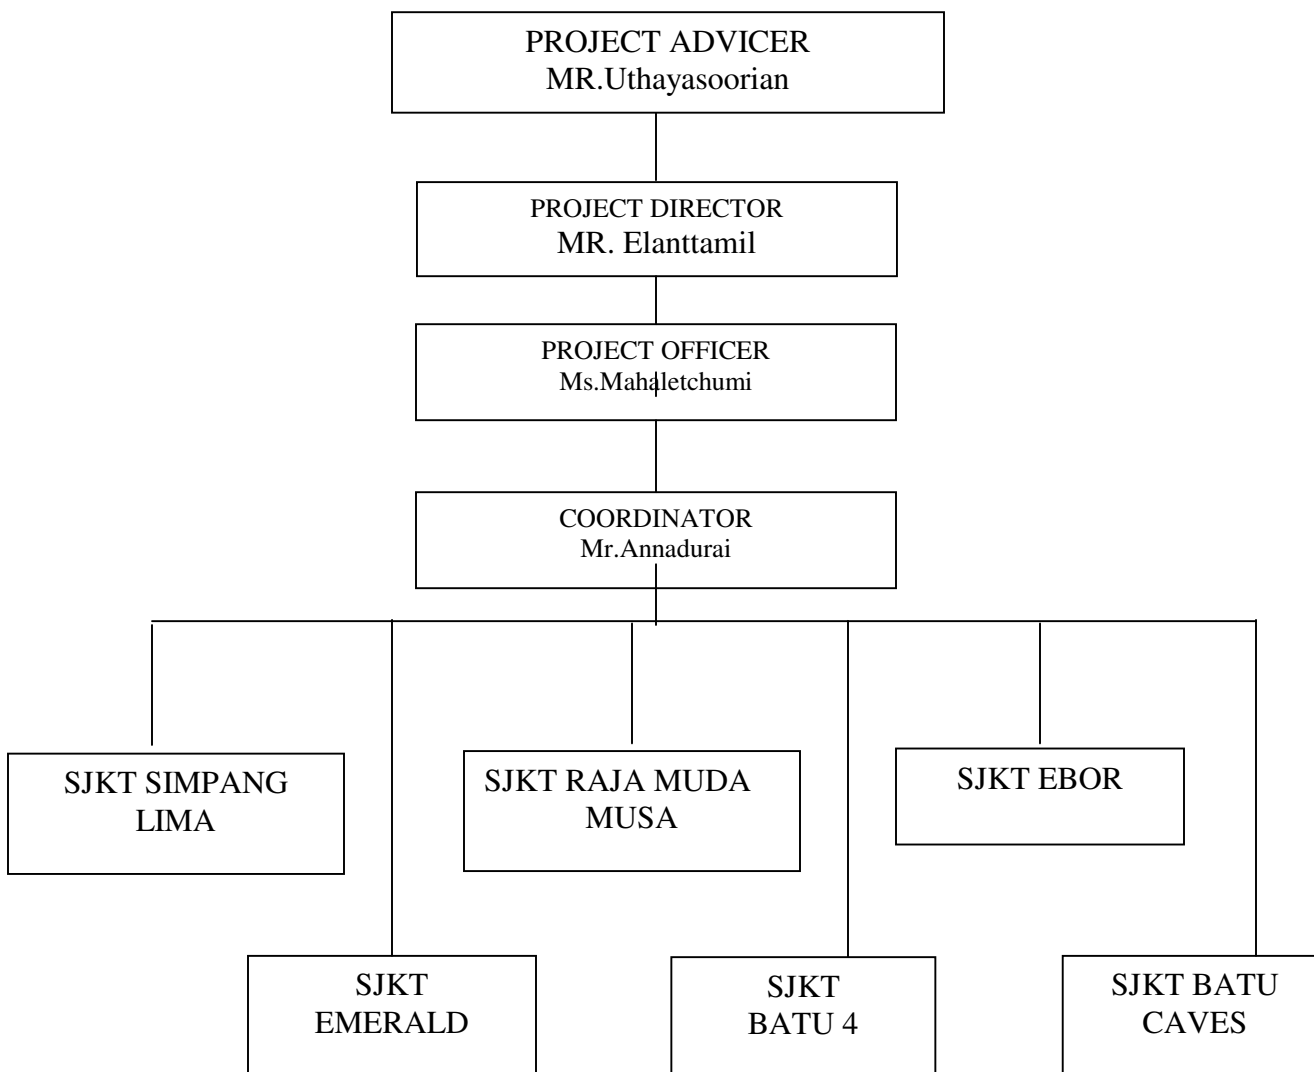 PROJECT ADVICER
MR.Uthayasoorian
PROJECT DIRECTOR
MR. Elanttamil
PROJECT OFFICER
Ms.Mahaletchumi
COORDINATOR
Mr.Annadurai
SJKT SIMPANG
LIMA
SJKT RAJA MUDA
MUSA
SJKT EBOR
SJKT
EMERALD
SJKT
BATU 4
SJKT BATU
CAVES